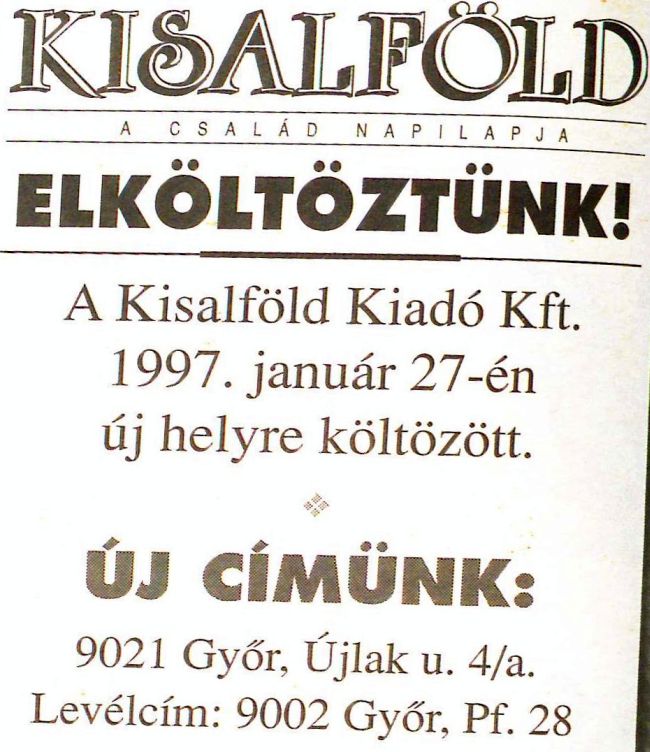 KISALFÖLD
A CSALÁD NAPILAPJA
ELKÖLTÖZTÜNK!
A Kisalföld Kiadó Kft.
1997. január 27-én
új helyre költözött.
ÚJ CÍMÜNK:
9021 Győr, Újlak u. 4/a.
Levélcím: 9002 Győr, Pf. 28